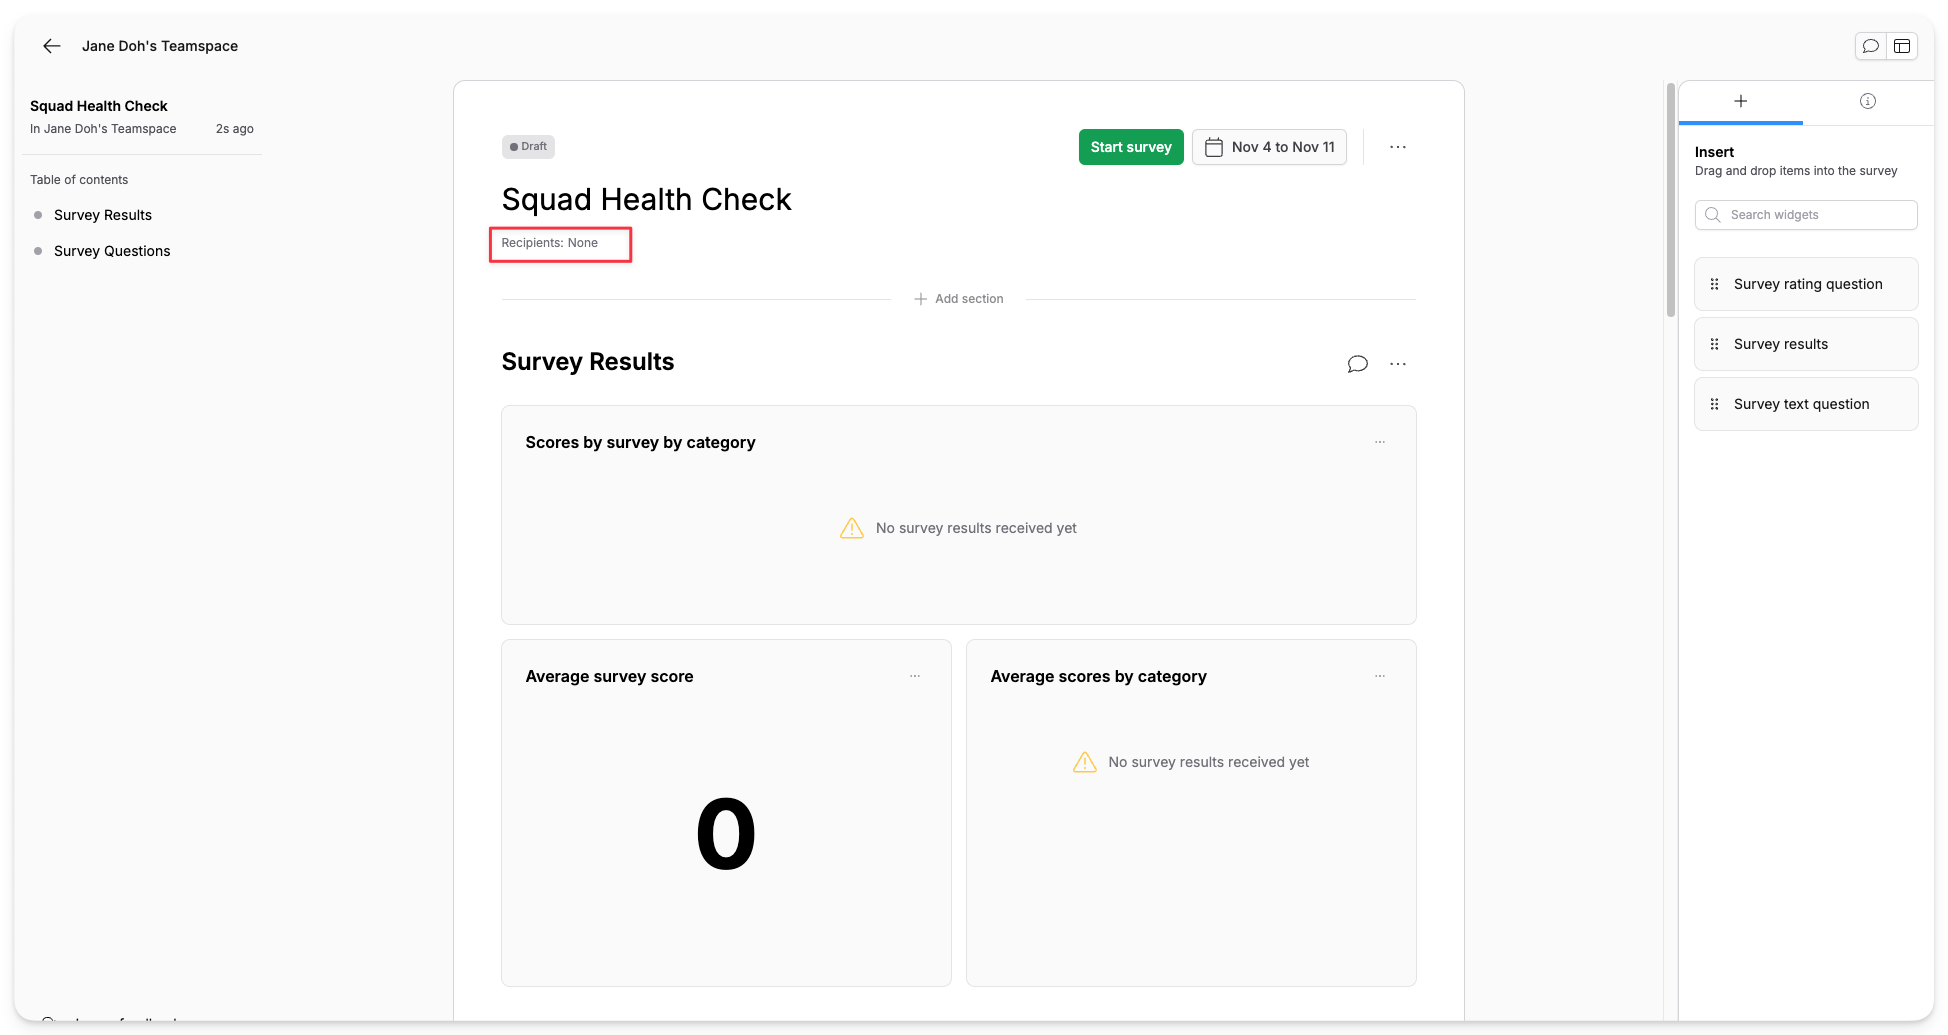 Jane Doh's Teamspace
Squad Health Check
In Jane Doh's Teamspace 2s ago
Table of contents
Survey Results
Survey Questions
Draft
Start survey
Nov 4 to Nov 11
Squad Health Check
Recipients: None
Add section
Survey Results
Scores by survey by category
No survey results received yet
Average survey score
0
Average scores by category
No survey results received yet
Insert
Drag and drop items into the survey
Search widgets
Survey rating question
Survey results
Survey text question